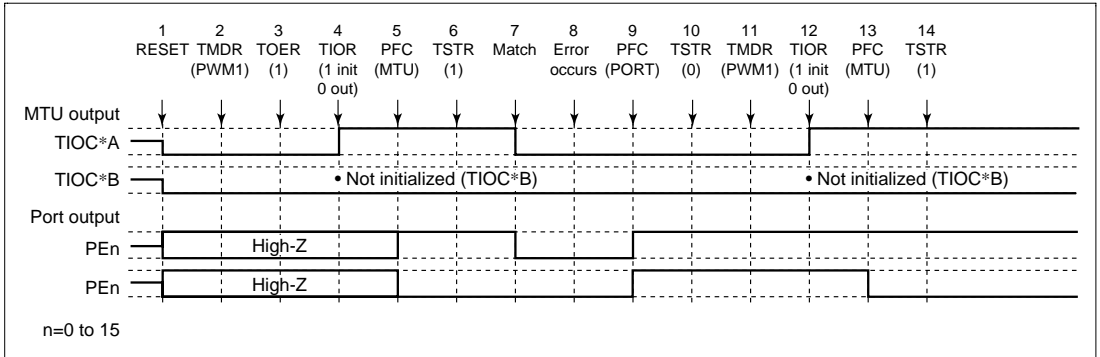 1 2 3 4 5 6 7 8 9 10 11 12 13 14
RESET TMDR TOER TIOR PFC TSTR Match Error PFC TSTR TMDR TIOR PFC TSTR
(PWM1) (1) (1 init (MTU) (1) occurs (PORT) (0) (PWM1) (1 init (MTU) (1)
0 out) 0 out)
MTU output
TIOC*A
TIOC*B • Not initialized (TIOC*B) • Not initialized (TIOC*B)
Port output
PEn High-Z
PEn High-Z
n=0 to 15